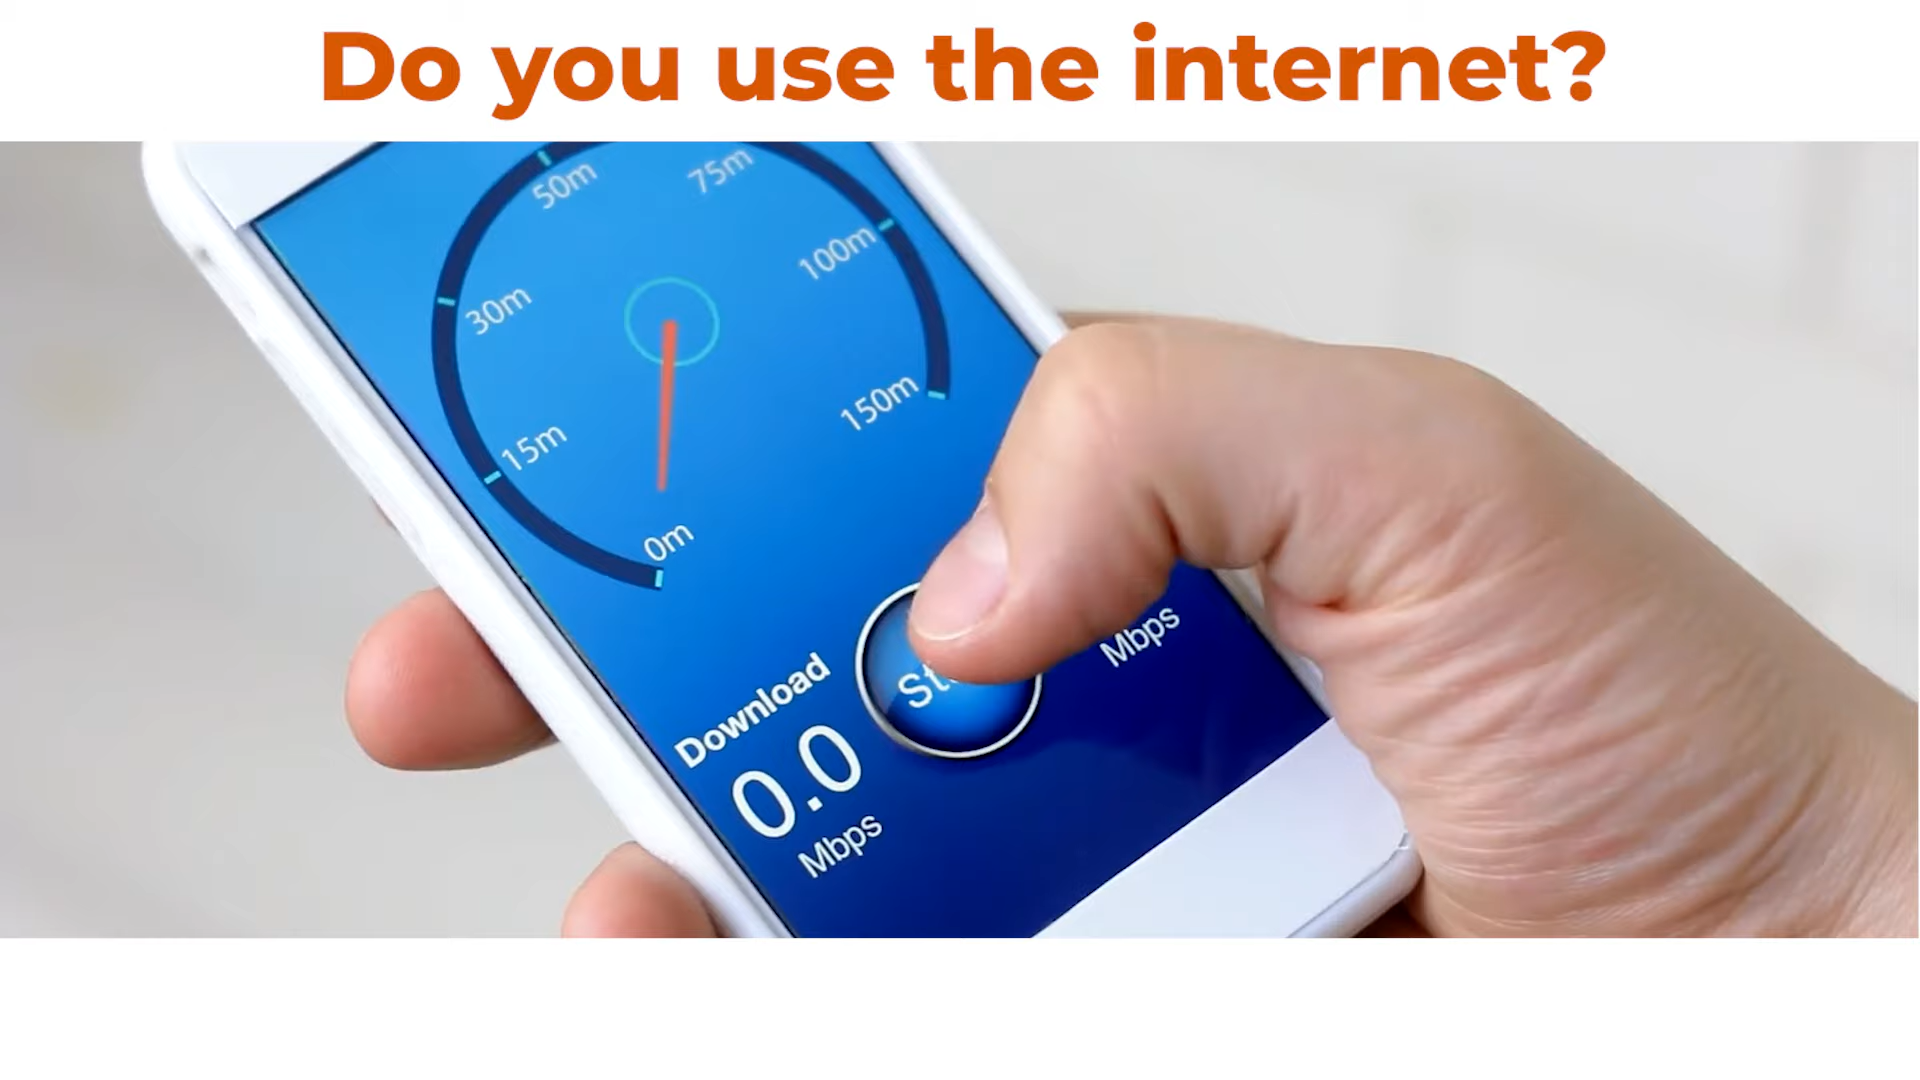 Do you use the internet?
50m
75m
100m
30m
150m
15m
0m
Mbps
Download
0.0
Mbps